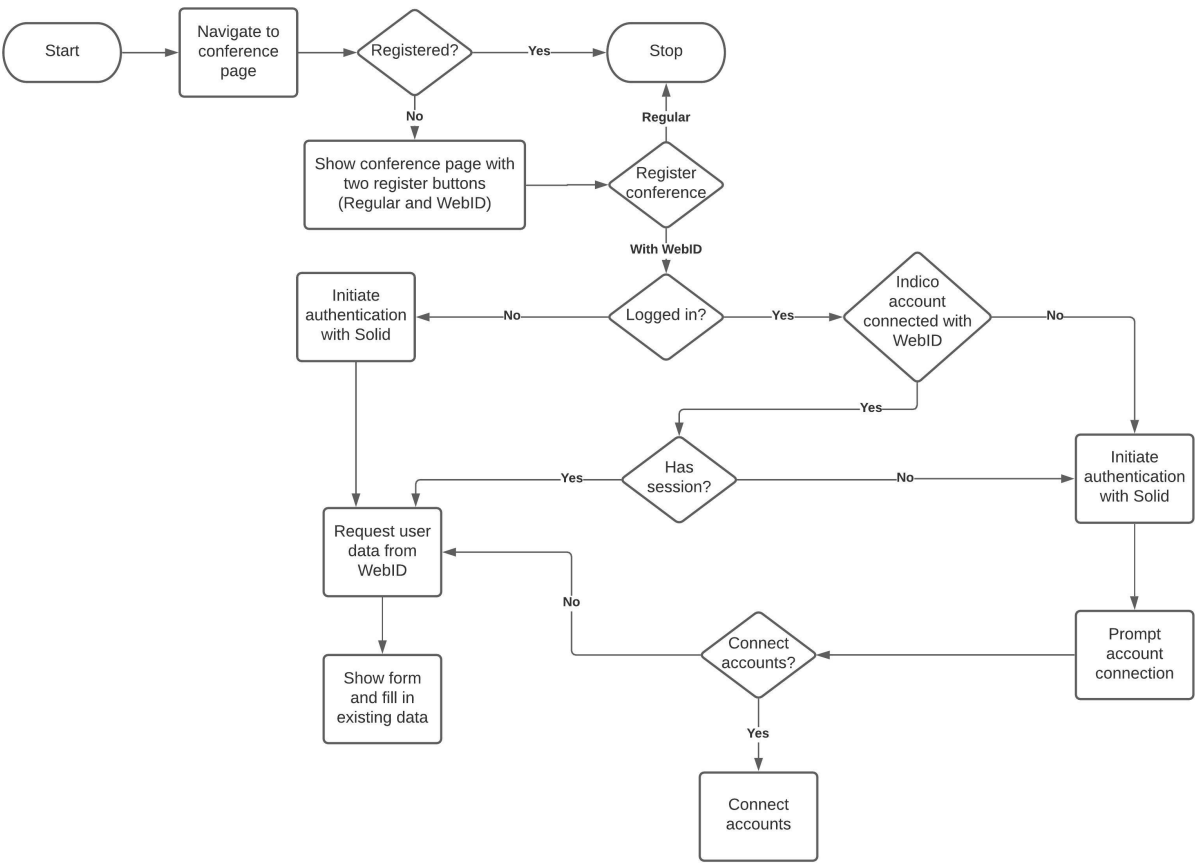 Start
Navigate to
conference
page
Registered?
Yes
Stop
No
Regular
Show conference page with
two register buttons
(Regular and WebID)
Register
conference
With WebID
Initiate
authentication
with Solid
No
Logged in?
Yes
Indico
account
connected with
WebID
No
Yes
Has
session?
Yes
No
Initiate
authentication
with Solid
Request user
data from
WebID
No
Connect
accounts?
Prompt
account
connection
Show form
and fill in
existing data
Yes
Connect
accounts